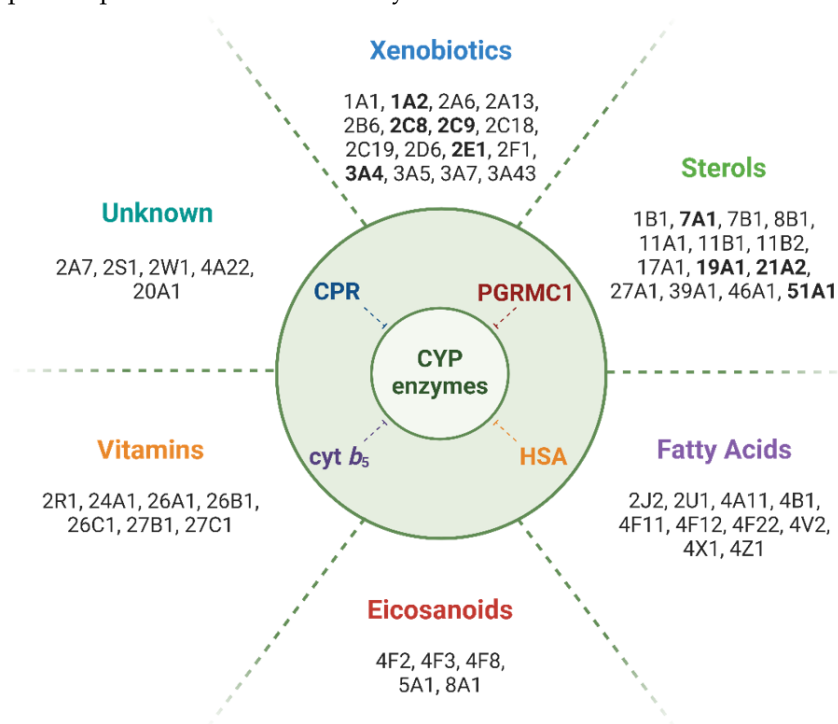 Xenobiotics
1A1, 1A2, 2A6, 2A13,
2B6, 2C8, 2C9, 2C18,
2C19, 2D6, 2E1, 2F1,
3A4, 3A5, 3A7, 3A43
Sterols
1B1, 7A1, 7B1, 8B1,
11A1, 11B1, 11B2,
17A1, 19A1, 21A2,
27A1, 39A1, 46A1, 51A1
Unknown
2A7, 2S1, 2W1, 4A22,
20A1
CPR
PGRMC1
CYP
enzymes
cyt b5
HSA
Vitamins
2R1, 24A1, 26A1, 26B1,
26C1, 27B1, 27C1
Fatty Acids
2J2, 2U1, 4A11, 4B1,
4F11, 4F12, 4F22, 4V2,
4X1, 4Z1
Eicosanoids
4F2, 4F3, 4F8,
5A1, 8A1